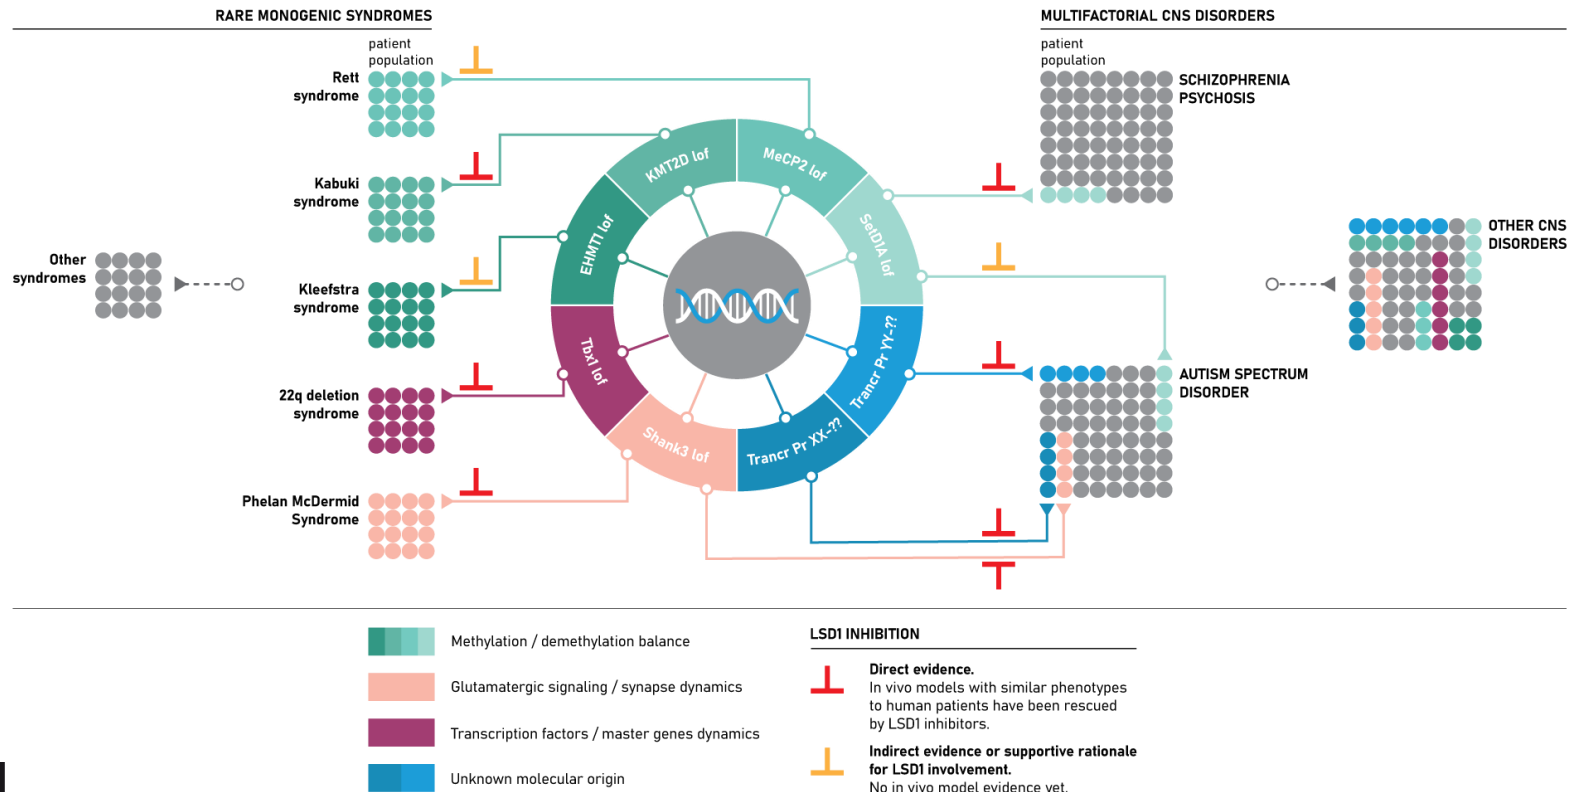 RARE MONOGENIC SYNDROMES
MULTIFACTORIAL CNS DISORDERS
patient
population
Rett
syndrome
Kabuki
syndrome
Kleefstra
syndrome
22q deletion
syndrome
Phelan McDermid
Syndrome
Other
syndromes
KMT2D lof
MeCP2 lof
SetD1A lof
EHMT1 lof
Tbx1 lof
Shank3 lof
Trancr Pr XX-??
Trancr Pr YY-??
patient
population
SCHIZOPHRENIA
PSYCHOSIS
OTHER CNS
DISORDERS
AUTISM SPECTRUM
DISORDER
Methylation / demethylation balance
Glutamatergic signaling / synapse dynamics
Transcription factors / master genes dynamics
Unknown molecular origin
LSD1 INHIBITION
Direct evidence.
In vivo models with similar phenotypes
to human patients have been rescued
by LSD1 inhibitors.
Indirect evidence or supportive rationale
for LSD1 involvement.
No in vivo model evidence yet.